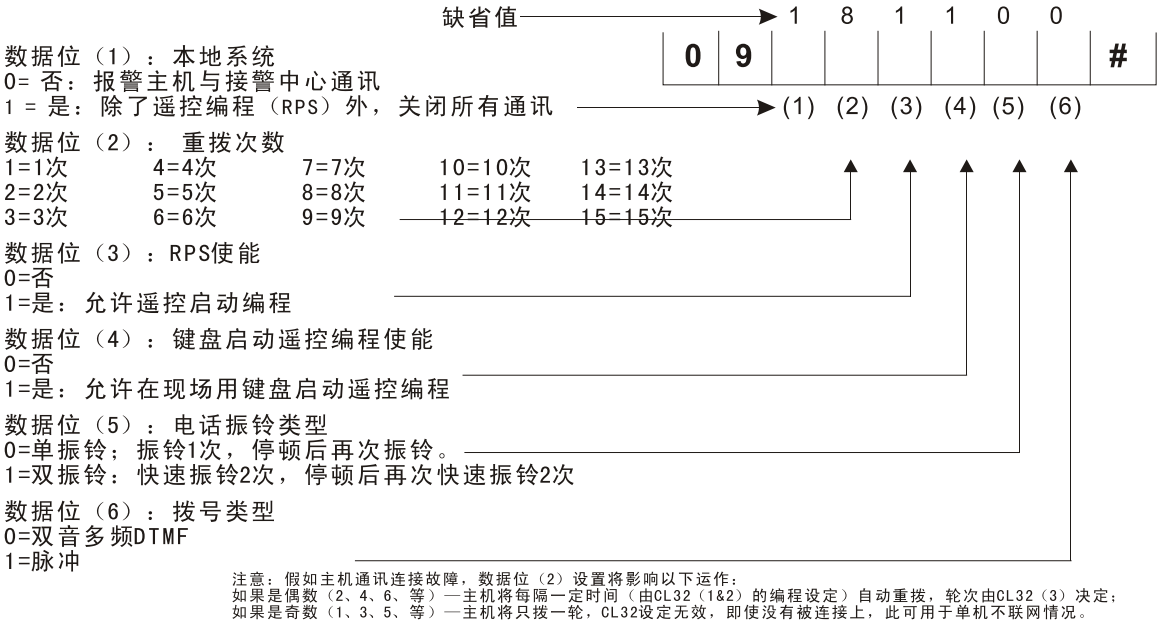 缺省值 1 8 1 1 0 0
0 9 #
数据位（1）：本地系统
0= 否：报警主机与接警中心通讯
1 = 是：除了遥控编程（RPS）外，关闭所有通讯 (1) (2) (3) (4) (5) (6)
数据位（2）： 重拨次数
1=1次 4=4次 7=7次 10=10次 13=13次
2=2次 5=5次 8=8次 11=11次 14=14次
3=3次 6=6次 9=9次 12=12次 15=15次
数据位（3）：RPS使能
0=否
1=是：允许遥控启动编程
数据位（4）：键盘启动遥控编程使能
0=否
1=是：允许在现场用键盘启动遥控编程
数据位（5）：电话振铃类型
0=单振铃；振铃1次，停顿后再次振铃。
1=双振铃：快速振铃2次，停顿后再次快速振铃2次
数据位（6）：拨号类型
0=双音多频DTMF
1=脉冲
注意：假如主机通讯连接故障，数据位（2）设置将影响以下运作：
如果是偶数（2、4、6、等）—主机将每隔一定时间（由CL32（1&2）的编程设定）自动重拨，轮次由CL32（3）决定；
如果是奇数（1、3、5、等）—主机将只拨一轮，CL32设定无效，即使没有被连接上，此可用于单机不联网情况。